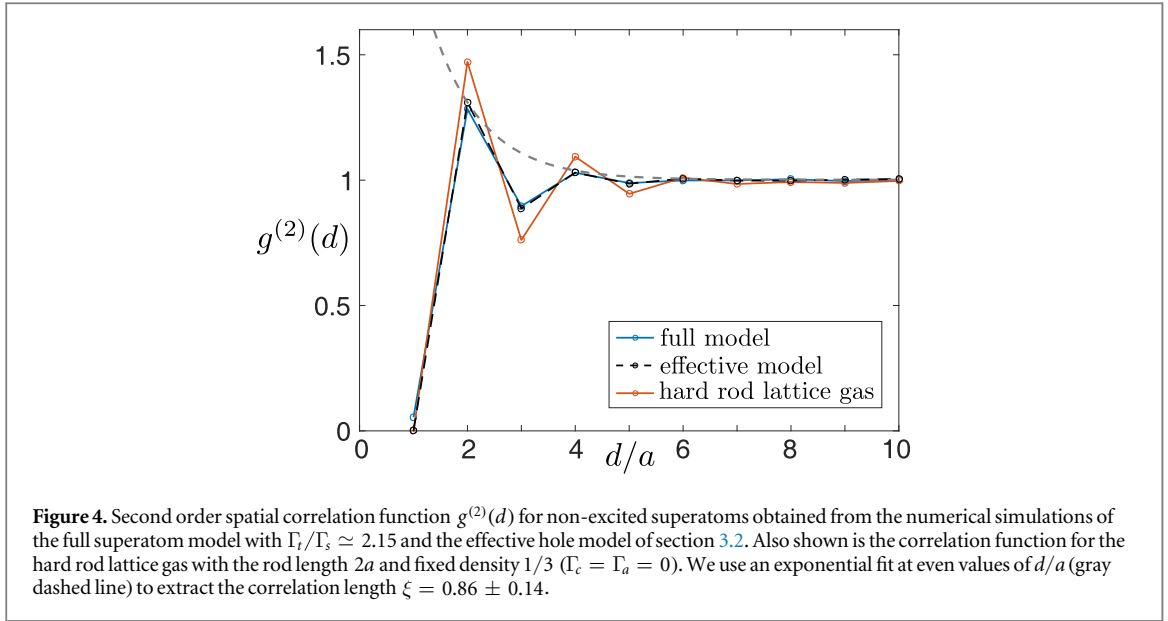 1.5
1
0.5
0
g^{(2)}(d)
0 2 4 6 8 10
d/a
full model
effective model
hard rod lattice gas
Figure 4. Second order spatial correlation function g^{(2)}(d) for non-excited superatoms obtained from the numerical simulations of
the full superatom model with Γ_t/Γ_s ≃ 2.15 and the effective hole model of section 3.2. Also shown is the correlation function for the
hard rod lattice gas with the rod length 2a and fixed density 1/3 (Γ_c = Γ_a = 0). We use an exponential fit at even values of d/a (gray
dashed line) to extract the correlation length ξ = 0.86 ± 0.14.